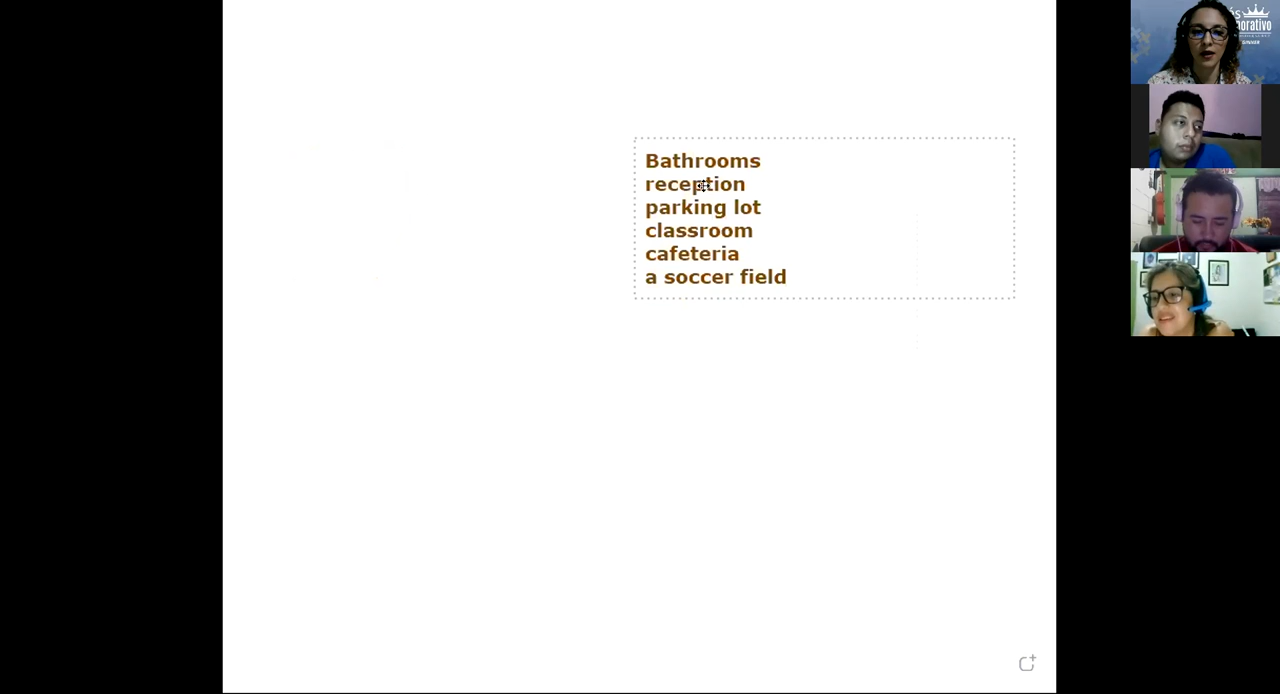 Bathrooms
reception
parking lot
classroom
cafeteria
a soccer field